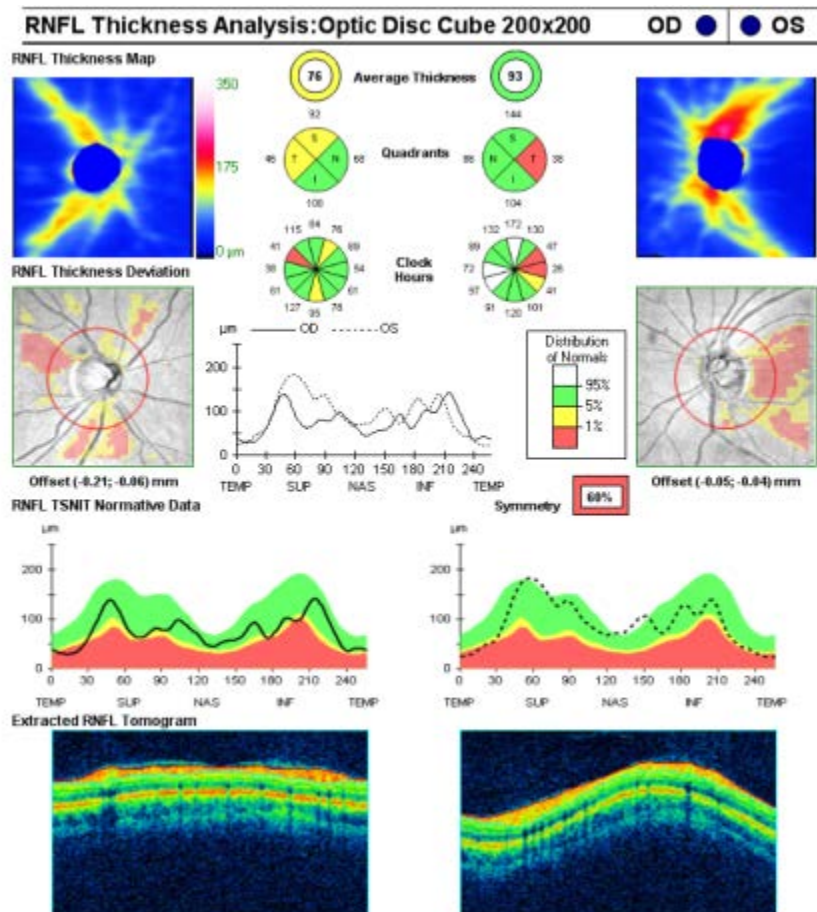 RNFL Thickness Analysis:Optic Disc Cube 200x200 OD OS
RNFL Thickness Map
350
175
0 µm
76 Average Thickness 93
92 144
S S
46 T N 68 Quadrants 86 N T 38
I I
100 104
Clock
Hours
84
115 76
41 89
38 54
61 61
127 78
95
172
132 130
89 47
72 26
97 41
91 101
120
RNFL Thickness Deviation
µm OD OS
200
100
0
0 30 60 90 120 150 180 210 240
TEMP SUP NAS INF TEMP
Distribution
of Normals
95%
5%
1%
Offset (-0.21; -0.06) mm
Offset (-0.05; -0.04) mm
RNFL TSNIT Normative Data
Symmetry 60%
µm
200
100
0
0 30 60 90 120 150 180 210 240
TEMP SUP NAS INF TEMP
µm
200
100
0
0 30 60 90 120 150 180 210 240
TEMP SUP NAS INF TEMP
Extracted RNFL Tomogram